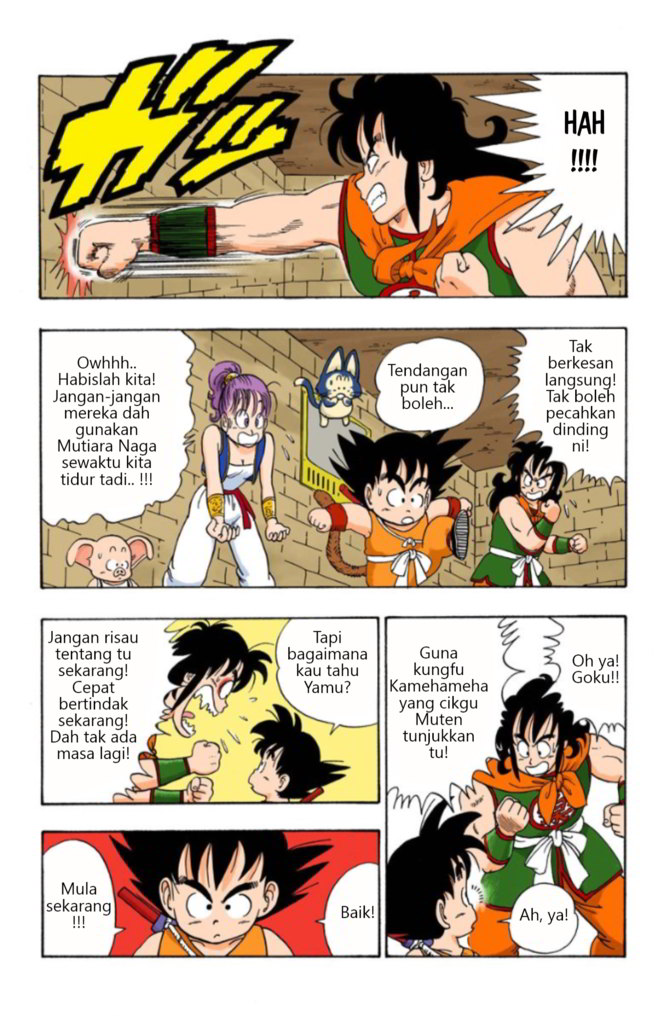 ガッ
HAH
!!!!
Tak
berkesan
langsung!
Tak boleh
pecahkan
dinding
ni!
Tendangan
pun tak
boleh...
Owhhh..
Habislah kita!
Jangan-jangan
mereka dah
gunakan
Mutiara Naga
sewaktu kita
tidur tadi.. !!!
Oh ya!
Goku!!
Guna
kungfu
Kamehameha
yang cikgu
Muten
tunjukkan
tu!
Ah, ya!
Tapi
bagaimana
kau tahu
Yamu?
Jangan risau
tentang tu
sekarang!
Cepat
bertindak
sekarang!
Dah tak ada
masa lagi!
Baik!
Mula
sekarang
!!!